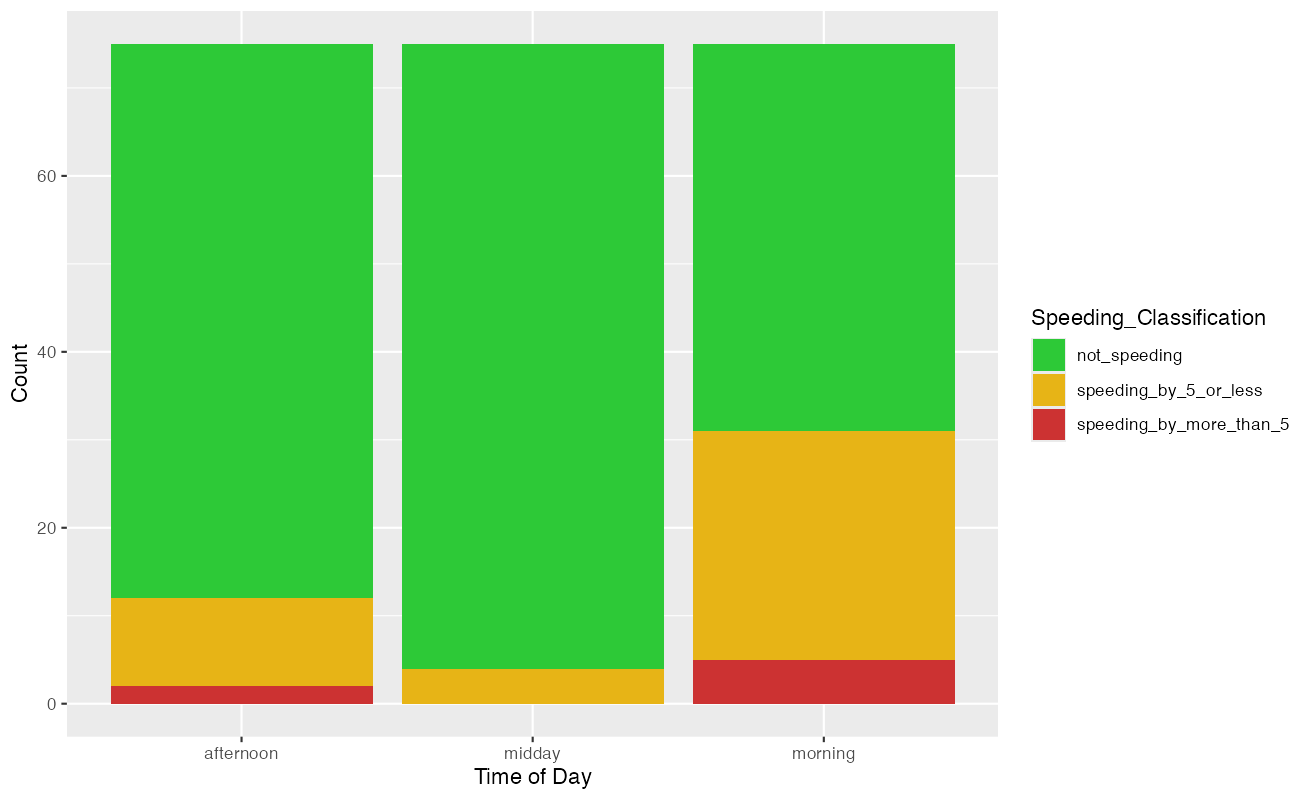 Count
60
40
20
0
afternoon
midday
morning
Time of Day
Speeding_Classification
not_speeding
speeding_by_5_or_less
speeding_by_more_than_5